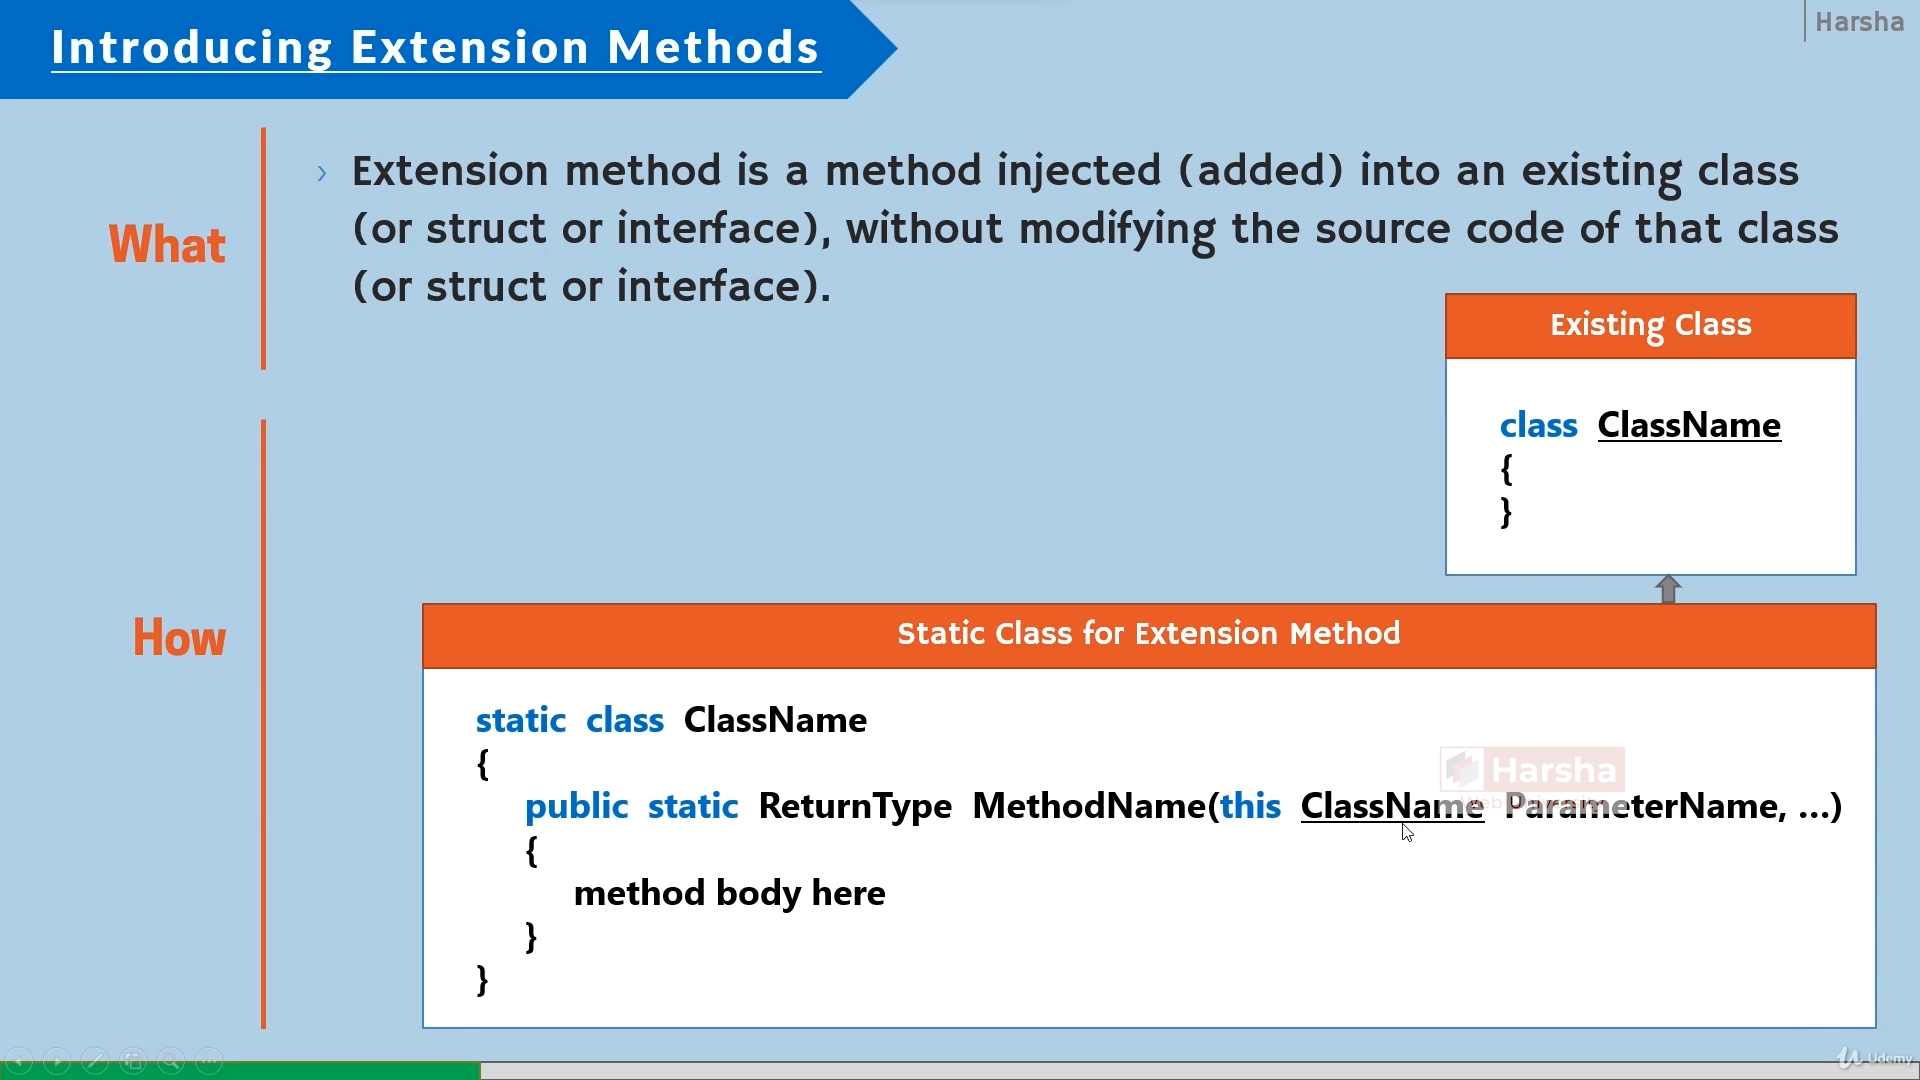 Introducing Extension Methods
Harsha
What
› Extension method is a method injected (added) into an existing class
(or struct or interface), without modifying the source code of that class
(or struct or interface).
Existing Class
class ClassName
{
}
How
Static Class for Extension Method
static class ClassName
{
public static ReturnType MethodName(this ClassName ParameterName, ...)
{
method body here
}
}
Harsha
Web University
Udemy